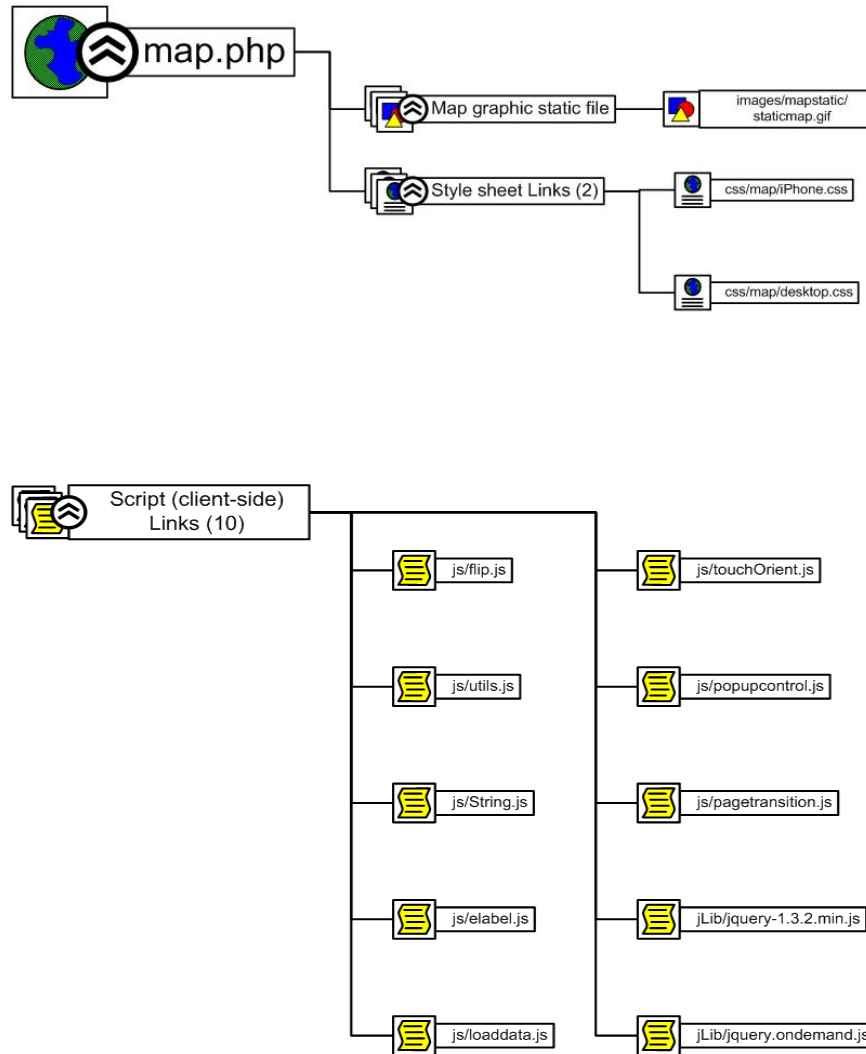 map.php
Map graphic static file
images/mapstatic/
staticmap.gif
Style sheet Links (2)
css/map/iPhone.css
css/map/desktop.css
Script (client-side)
Links (10)
js/flip.js
js/touchOrient.js
js/utils.js
js/popupcontrol.js
js/String.js
js/pagetransition.js
js/elabel.js
jLib/jquery-1.3.2.min.js
js/loaddata.js
jLib/jquery.ondemand.js